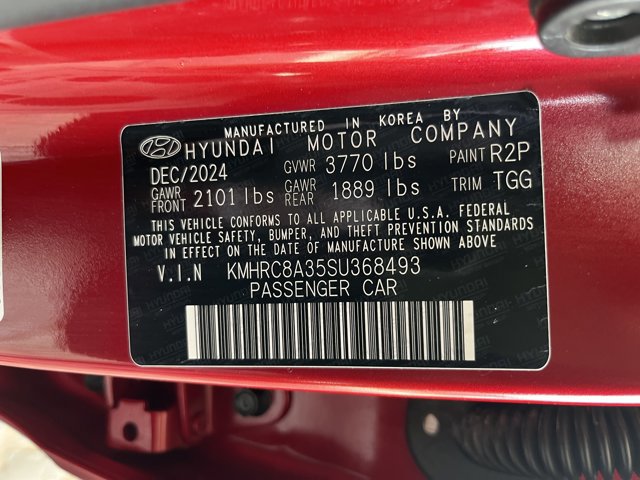 MANUFACTURED IN KOREA BY
HYUNDAI MOTOR COMPANY
DEC/2024 GVWR 3770 lbs PAINT R2P
GAWR FRONT 2101 lbs GAWR REAR 1889 lbs TRIM TGG
THIS VEHICLE CONFORMS TO ALL APPLICABLE U.S.A. FEDERAL
MOTOR VEHICLE SAFETY, BUMPER, AND THEFT PREVENTION STANDARDS
IN EFFECT ON THE DATE OF MANUFACTURE SHOWN ABOVE.
V.I.N KMHRC8A35SU368493
PASSENGER CAR